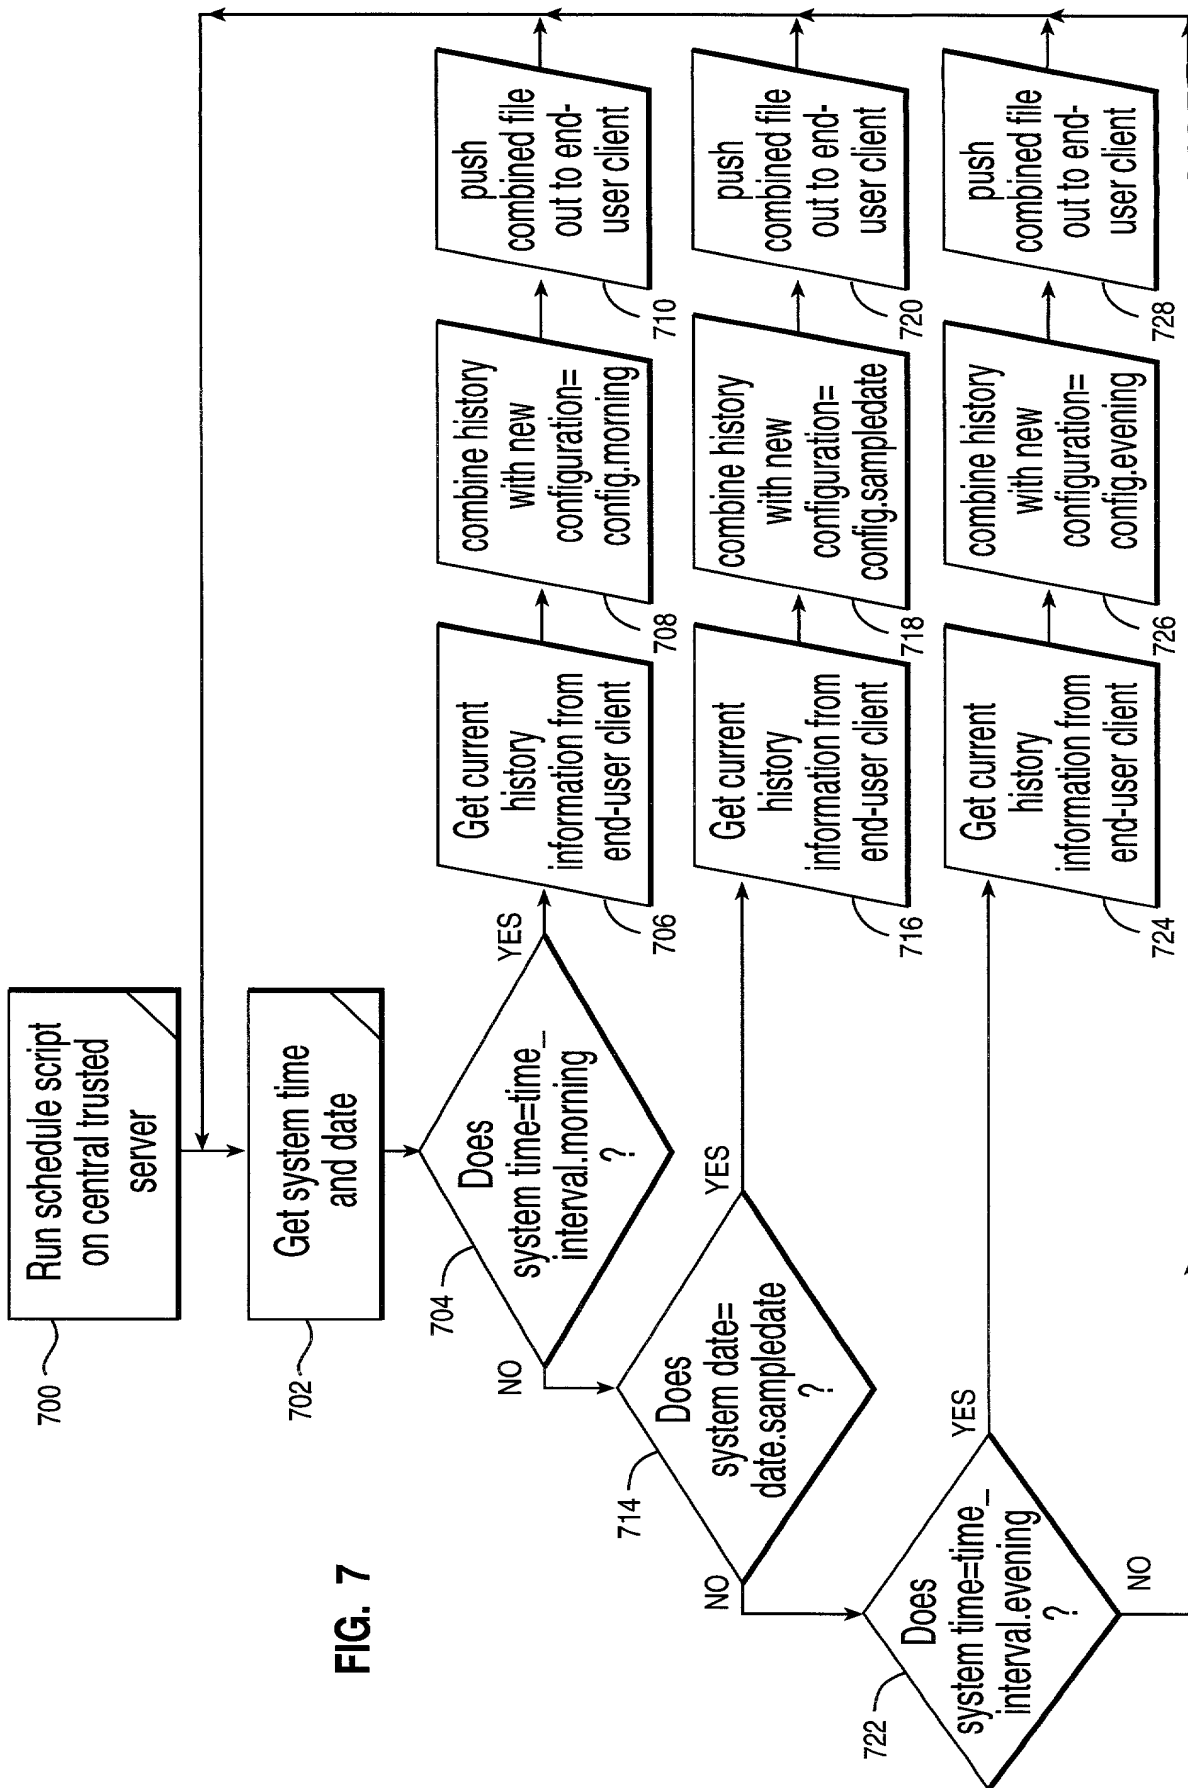 Run schedule script
on central trusted
server
700
Get system time
and date
702
Does
system time=time_
interval.morning
?
704
YES
NO
Get current
history
information from
end-user client
706
combine history
with new
configuration=
config.morning
708
push
combined file
out to end-
user client
710
Does
system date=
date.sampledate
?
714
YES
NO
Get current
history
information from
end-user client
716
combine history
with new
configuration=
config.sampledate
718
push
combined file
out to end-
user client
720
Does
system time=time_
interval.evening
?
722
YES
NO
Get current
history
information from
end-user client
724
combine history
with new
configuration=
config.evening
726
push
combined file
out to end-
user client
728
FIG. 7